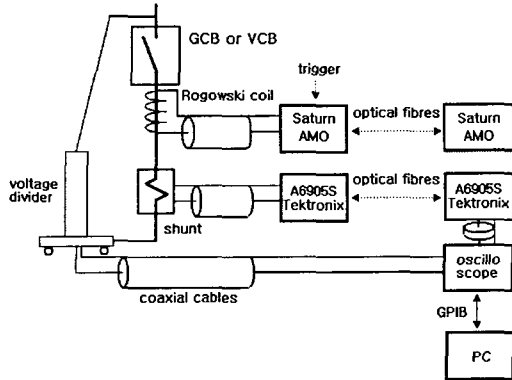 GCB or VCB
trigger
Rogowski coil
Saturn
AMO
optical fibres
Saturn
AMO
voltage
divider
shunt
A6905S
Tektronix
optical fibres
A6905S
Tektronix
coaxial cables
oscillo
scope
GPIB
PC